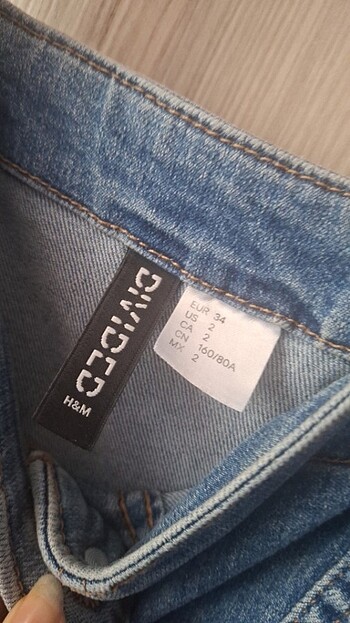 DIVIDED
H&M
EUR 34
US 2
CA 2
CN 160/80A
MX 2